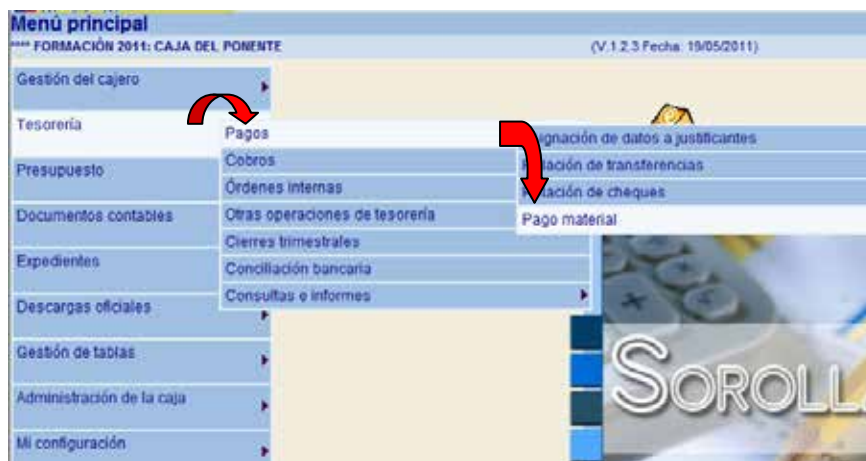 Menú principal
**** FORMACIÓN 2011: CAJA DEL PONENTE
(V.1.2.3 Fecha: 19/05/2011)
Gestión del cajero
Tesorería
Presupuesto
Documentos contables
Expedientes
Descargas oficiales
Gestión de tablas
Administración de la caja
Mi configuración
Pagos
Cobros
Órdenes internas
Otras operaciones de tesorería
Cierres trimestrales
Conciliación bancaria
Consultas e informes
de datos a justificantes
de transferencias
de cheques
Pago material
SOROLL